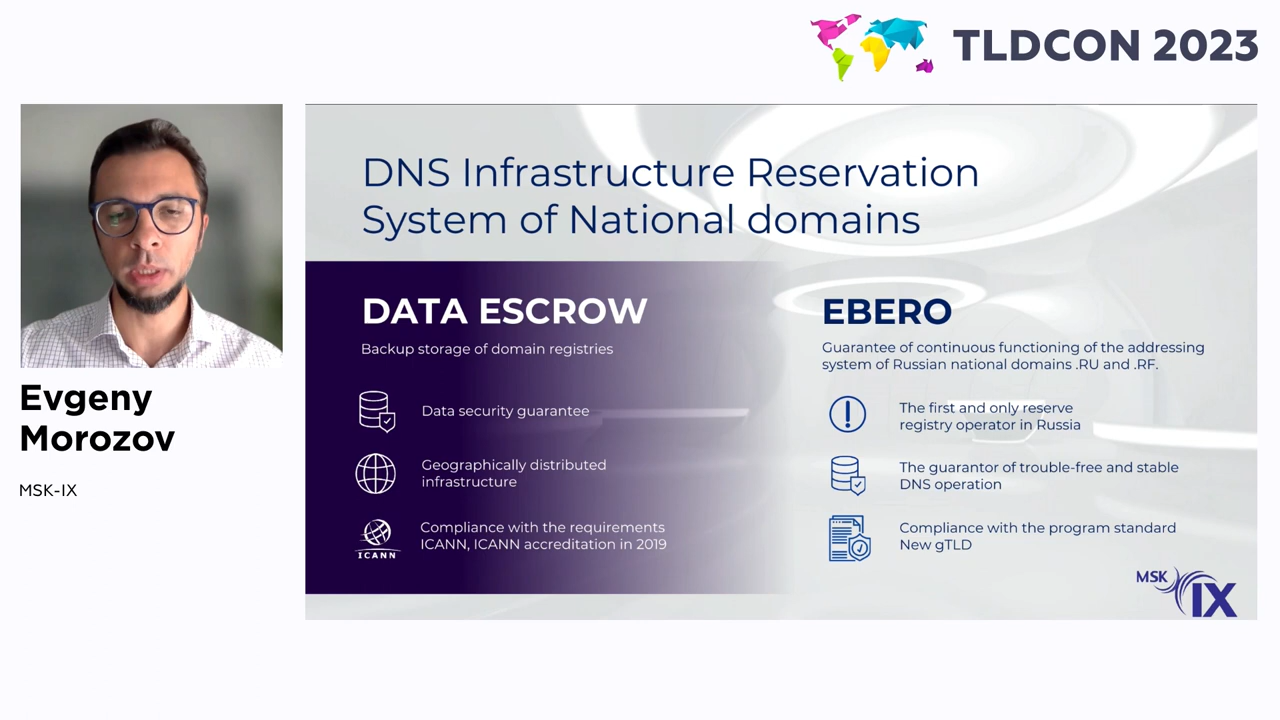 TLDCON 2023
Evgeny
Morozov
MSK-IX
DNS Infrastructure Reservation
System of National domains
DATA ESCROW
Backup storage of domain registries
Data security guarantee
Geographically distributed
infrastructure
ICANN
Compliance with the requirements
ICANN, ICANN accreditation in 2019
EBERO
Guarantee of continuous functioning of the addressing
system of Russian national domains .RU and .RF.
The first and only reserve
registry operator in Russia
The guarantor of trouble-free and stable
DNS operation
Compliance with the program standard
New gTLD
MSK IX